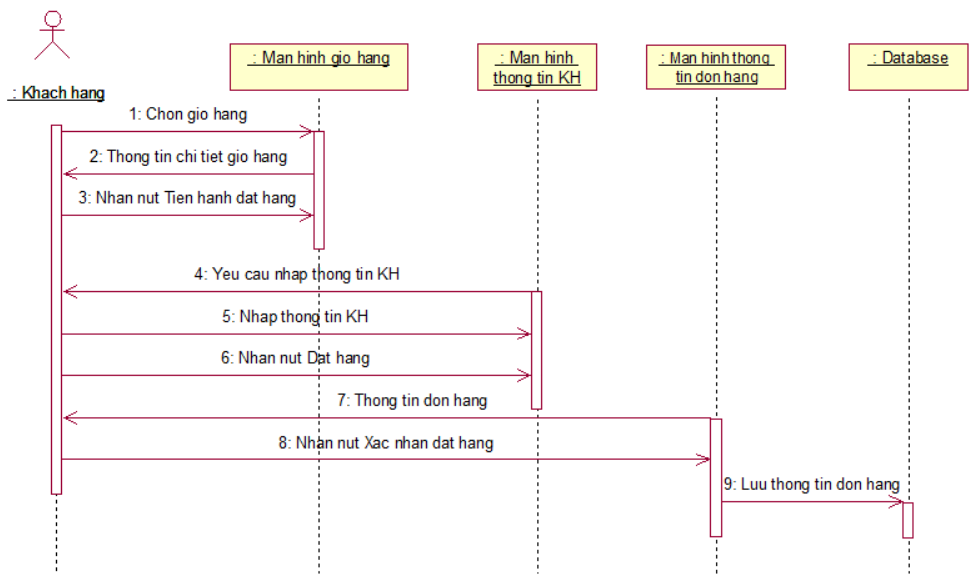 : Khach hang
: Man hinh gio hang
: Man hinh
thong tin KH
: Man hinh thong
tin don hang
: Database
1: Chon gio hang
2: Thong tin chi tiet gio hang
3: Nhan nut Tien hanh dat hang
4: Yeu cau nhap thong tin KH
5: Nhap thong tin KH
6: Nhan nut Dat hang
7: Thong tin don hang
8: Nhan nut Xac nhan dat hang
9: Luu thong tin don hang